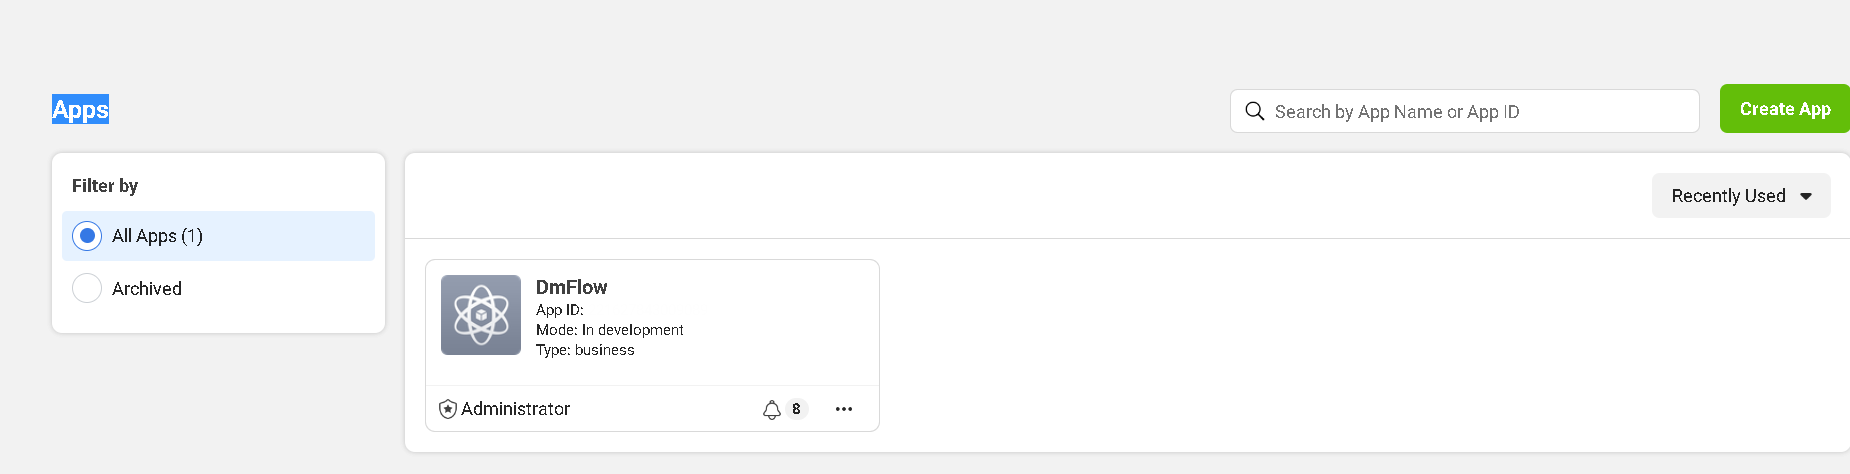 Apps
Search by App Name or App ID
Create App
Filter by
All Apps (1)
Archived
Recently Used
DmFlow
App ID:
Mode: In development
Type: business
Administrator
8